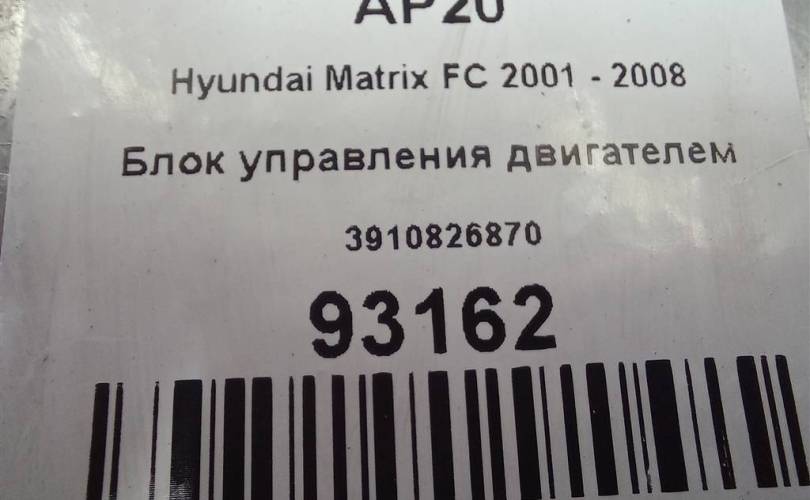 AP20
Hyundai Matrix FC 2001 - 2008
Блок управления двигателем
3910826870
93162